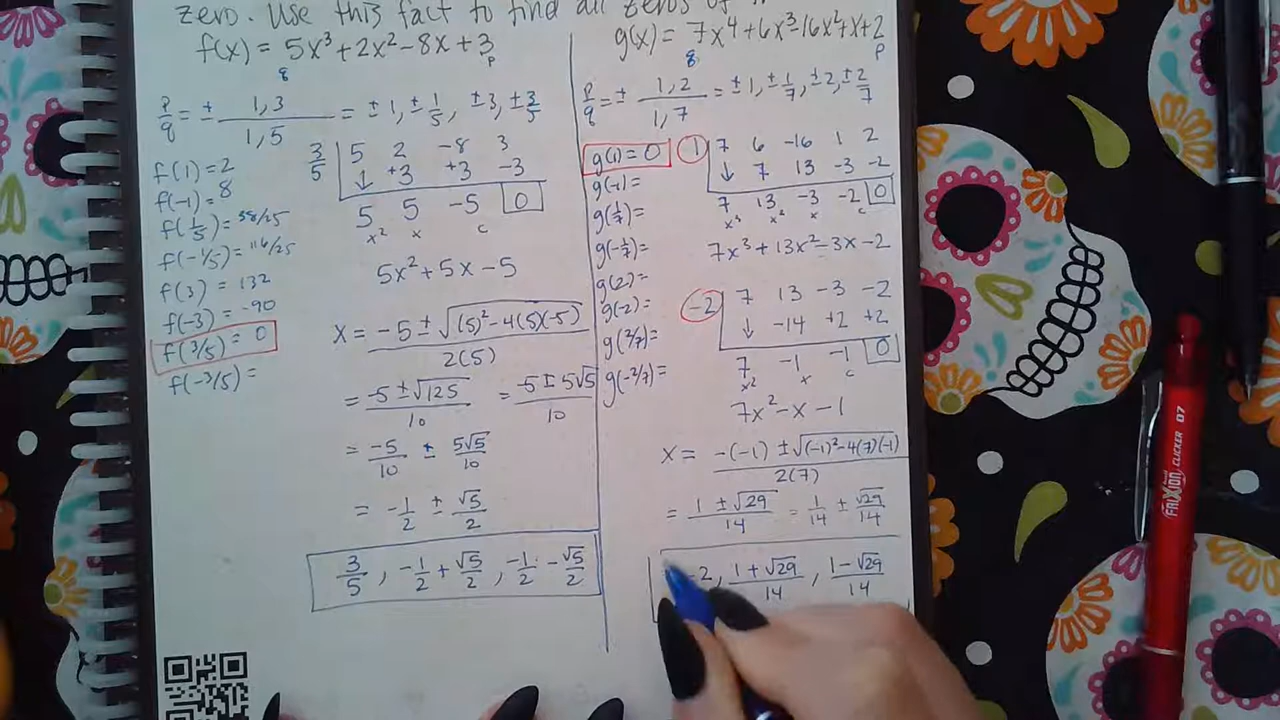 zero. Use this fact to find all zeros of
f(x) = 5x³+2x²-8x+3
p
q
p/q = ± 1,3 / 1,5 = ±1, ±1/5, ±3, ±3/5
f(1)=2
f(-1)=8
f(1/5)=38/25
f(-1/5)=116/25
f(3)=132
f(-3)=-90
f(3/5)=0
f(-3/5)=
3/5 5 2 -8 3
↓ +3 +3 -3
5 5 -5 0
x² x c
5x²+5x-5
x = -5±√(5)²-4(5)(-5) / 2(5)
= -5±√125 / 10 = -5±5√5 / 10
= -5/10 ± 5√5/10
= -1/2 ± √5/2
3/5, -1/2+√5/2, -1/2-√5/2
g(x) = 7x⁴+6x³-16x²+x+2
p
q
p/q = ± 1,2 / 1,7 = ±1, ±1/7, ±2, ±2/7
g(1)=0
g(-1)=
g(1/7)=
g(-1/7)=
g(2)=
g(-2)=
g(2/7)=
g(-2/7)=
1 7 6 -16 1 2
↓ 7 13 -3 -2
7 13 -3 -2 0
x³ x² x c
7x³+13x²-3x-2
-2 7 13 -3 -2
↓ -14 +2 +2
7 -1 -1 0
x² x c
7x²-x-1
x = -(-1)±√(-1)²-4(7)(-1) / 2(7)
= 1±√29 / 14 = 1/14 ± √29/14
2, 1+√29 / 14, 1-√29 / 14
FRIXION CLICKER 07